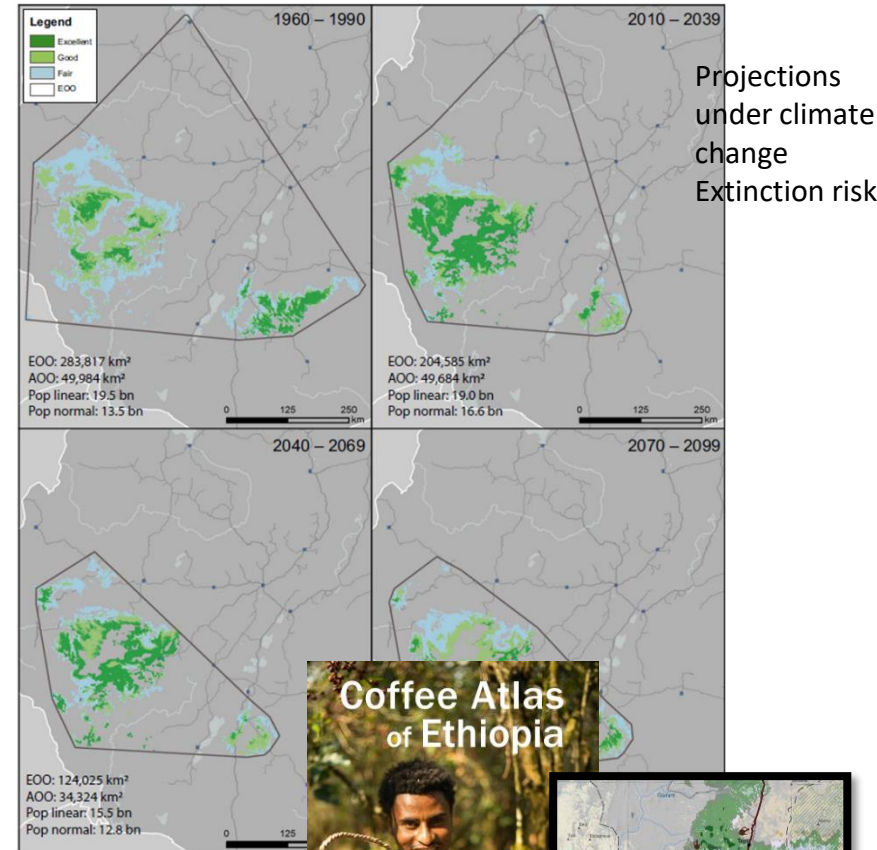 Legend
Excellent
Good
Fair
EOO
1960 – 1990
EOO: 283,817 km²
AOO: 49,984 km²
Pop linear: 19.5 bn
Pop normal: 13.5 bn
0 125 250
km
2010 – 2039
EOO: 204,585 km²
AOO: 49,684 km²
Pop linear: 19.0 bn
Pop normal: 16.6 bn
0 125 250
km
Projections
under climate
change
Extinction risk
2040 – 2069
EOO: 124,025 km²
AOO: 34,324 km²
Pop linear: 15.5 bn
Pop normal: 12.8 bn
0 125
2070 – 2099
Coffee Atlas
of Ethiopia